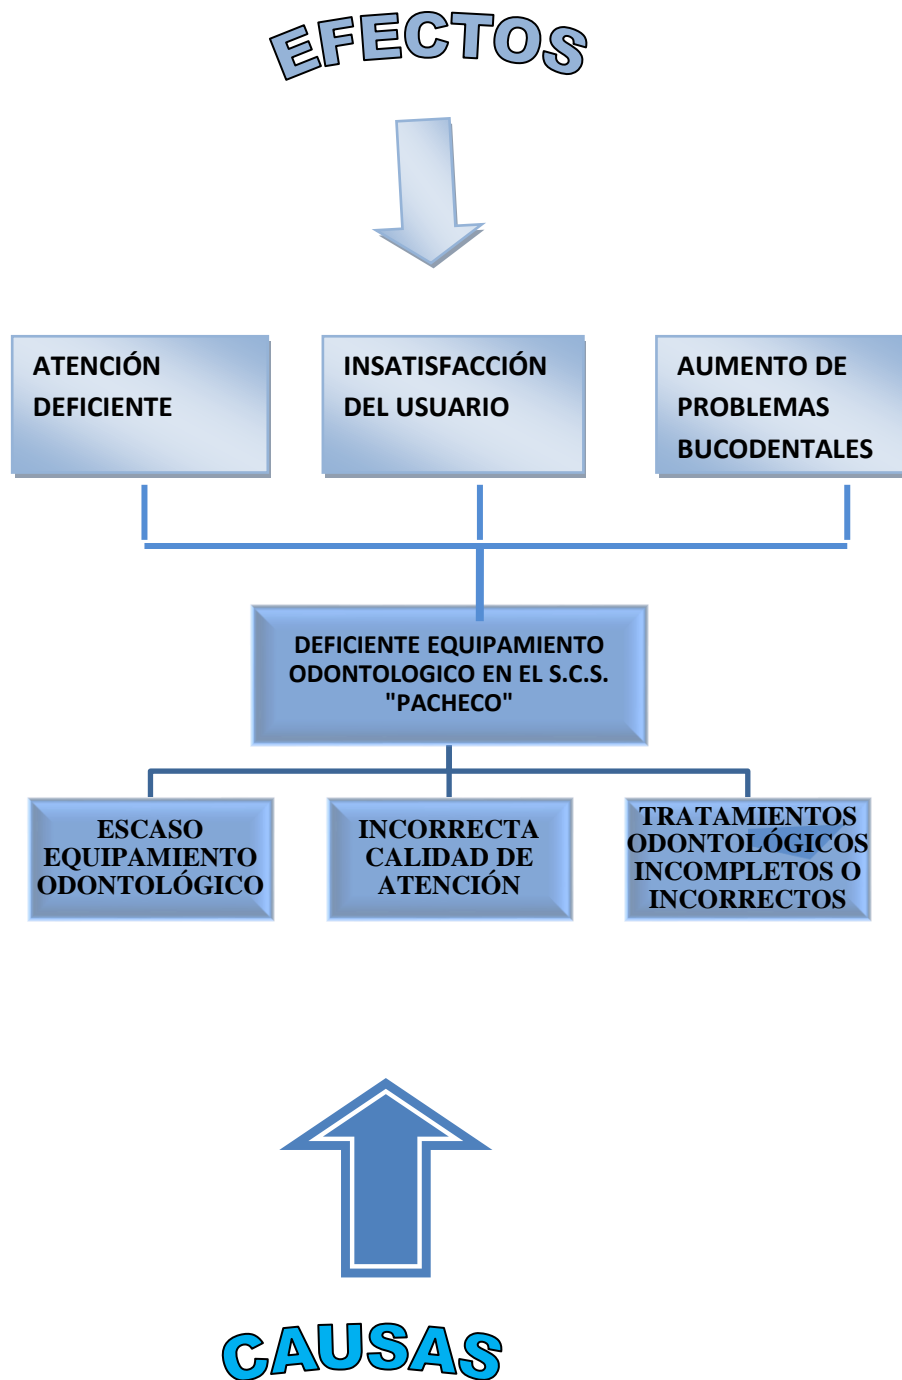 EFECTOS
ATENCIÓN
DEFICIENTE
INSATISFACCIÓN
DEL USUARIO
AUMENTO DE
PROBLEMAS
BUCODENTALES
DEFICIENTE EQUIPAMIENTO
ODONTOLOGICO EN EL S.C.S.
"PACHECO"
ESCASO
EQUIPAMIENTO
ODONTOLÓGICO
INCORRECTA
CALIDAD DE
ATENCIÓN
TRATAMIENTOS
ODONTOLÓGICOS
INCOMPLETOS O
INCORRECTOS
CAUSAS